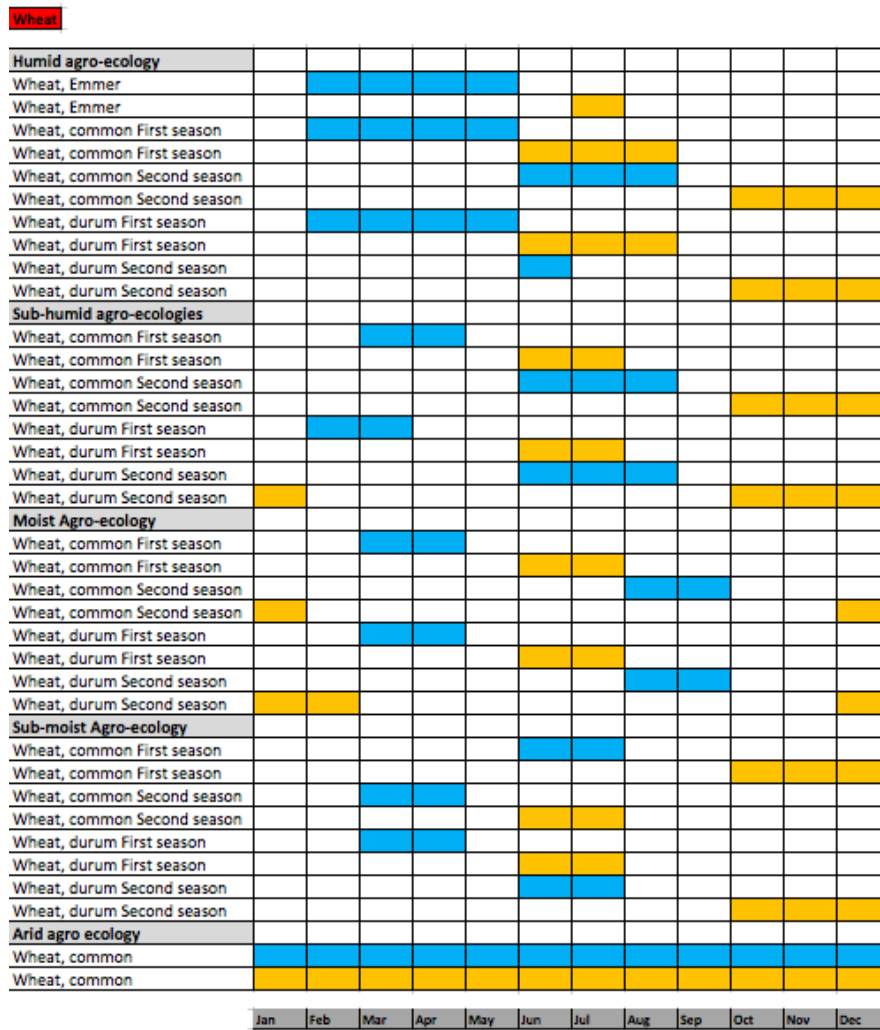 Wheat
Humid agro-ecology
Wheat, Emmer
Wheat, Emmer
Wheat, common First season
Wheat, common First season
Wheat, common Second season
Wheat, common Second season
Wheat, durum First season
Wheat, durum First season
Wheat, durum Second season
Wheat, durum Second season
Sub-humid agro-ecologies
Wheat, common First season
Wheat, common First season
Wheat, common Second season
Wheat, common Second season
Wheat, durum First season
Wheat, durum First season
Wheat, durum Second season
Wheat, durum Second season
Moist Agro-ecology
Wheat, common First season
Wheat, common First season
Wheat, common Second season
Wheat, common Second season
Wheat, durum First season
Wheat, durum First season
Wheat, durum Second season
Wheat, durum Second season
Sub-moist Agro-ecology
Wheat, common First season
Wheat, common First season
Wheat, common Second season
Wheat, common Second season
Wheat, durum First season
Wheat, durum First season
Wheat, durum Second season
Wheat, durum Second season
Arid agro ecology
Wheat, common
Wheat, common
Jan Feb Mar Apr May Jun Jul Aug Sep Oct Nov Dec